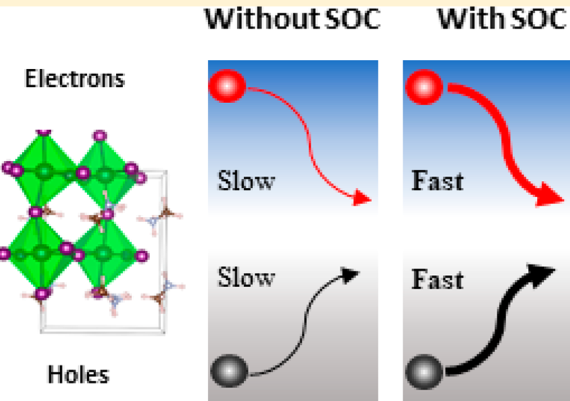 Without SOC
With SOC
Electrons
Slow
Fast
Slow
Fast
Holes